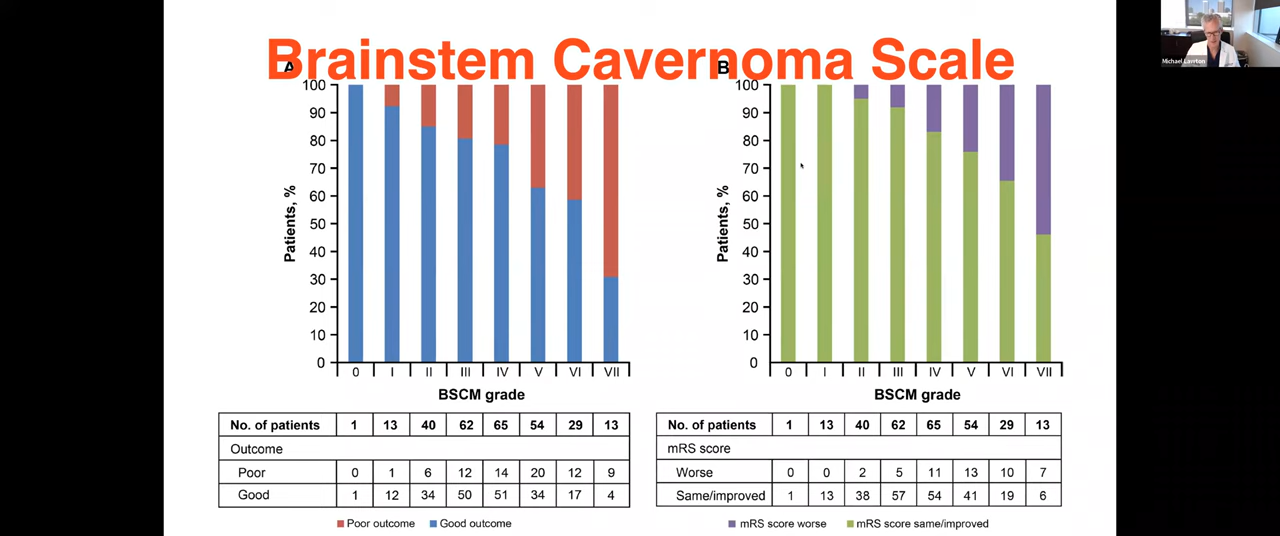 Brainstem Cavernoma Scale
Michael Lawton
A
100
90
80
70
60
50
40
30
20
10
0
Patients, %
0 I II III IV V VI VII
BSCM grade
No. of patients 1 13 40 62 65 54 29 13
Outcome
Poor 0 1 6 12 14 20 12 9
Good 1 12 34 50 51 34 17 4
Poor outcome Good outcome
B
100
90
80
70
60
50
40
30
20
10
0
Patients, %
0 I II III IV V VI VII
BSCM grade
No. of patients 1 13 40 62 65 54 29 13
mRS score
Worse 0 0 2 5 11 13 10 7
Same/improved 1 13 38 57 54 41 19 6
mRS score worse mRS score same/improved